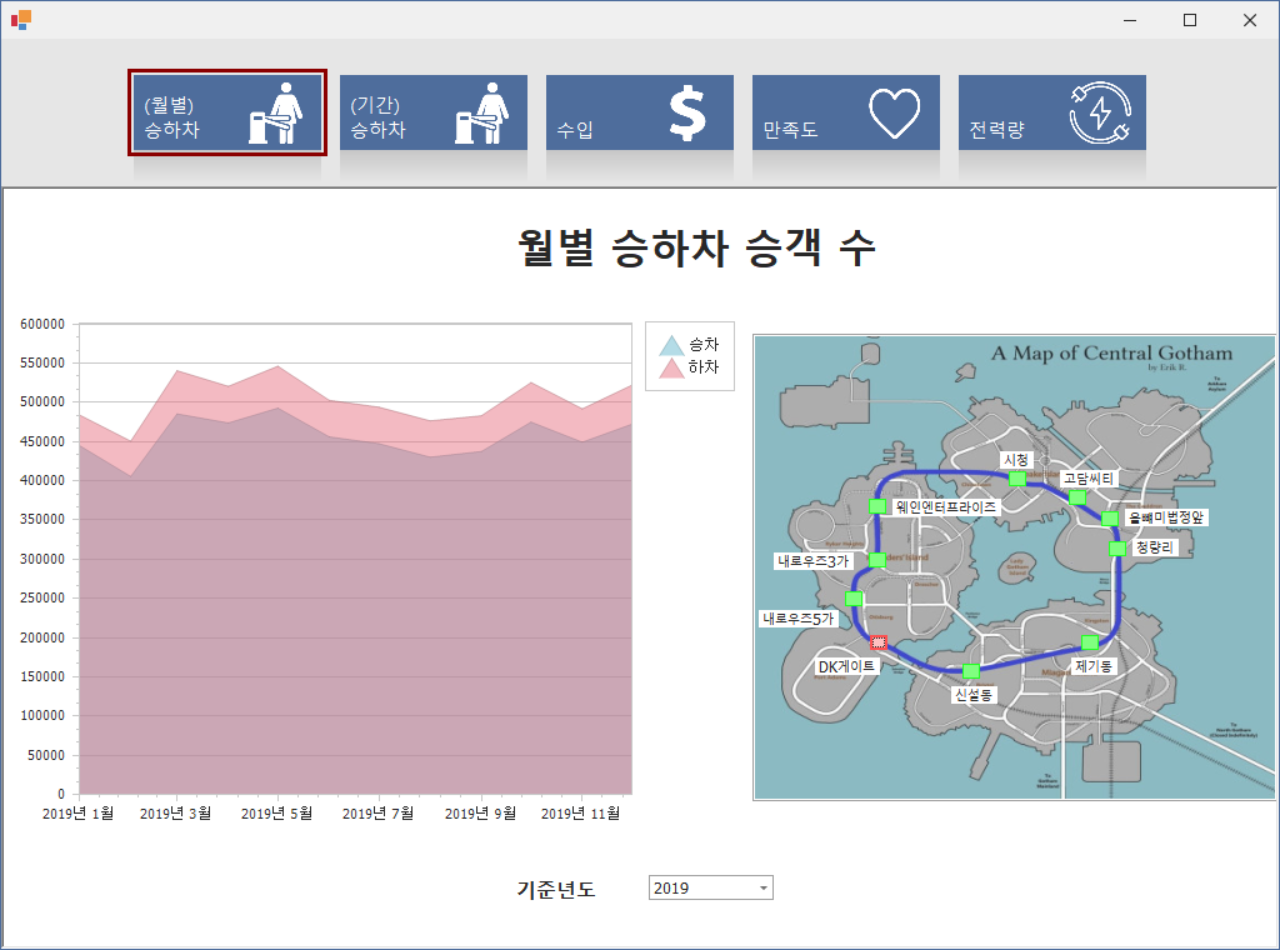 (월별)
승하차
(기간)
승하차
수입
만족도
전력량
월별 승하차 승객 수
600000
550000
500000
450000
400000
350000
300000
250000
200000
150000
100000
50000
0
2019년 1월
2019년 3월
2019년 5월
2019년 7월
2019년 9월
2019년 11월
승차
하차
A Map of Central Gotham
by Erik R.
시청
고담씨티
웨인엔터프라이즈
올빼미법정앞
청량리
내로우즈3가
내로우즈5가
DK게이트
제기동
신설동
기준년도
2019